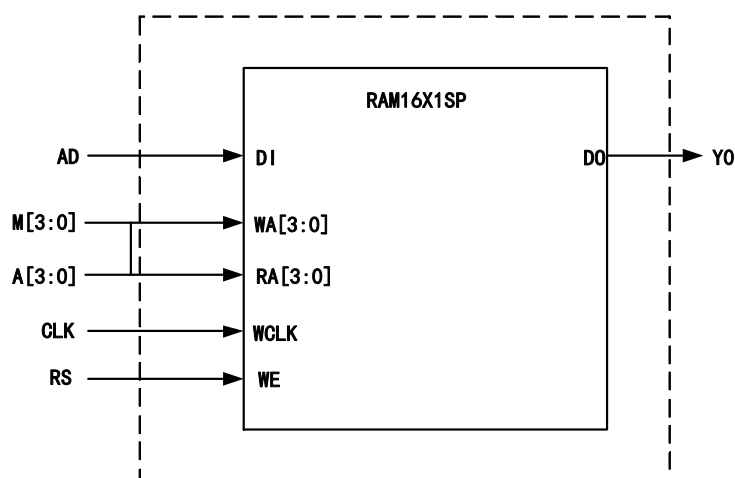 RAM16X1SP
AD
DI
DO
Y0
M[3:0]
WA[3:0]
A[3:0]
RA[3:0]
CLK
WCLK
RS
WE